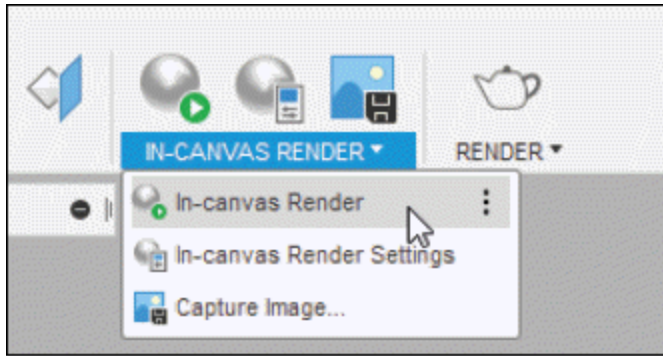 IN-CANVAS RENDER
RENDER
In-canvas Render
In-canvas Render Settings
Capture Image...